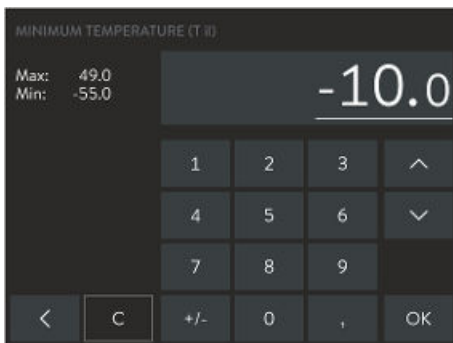 MINIMUM TEMPERATURE (T II)
Max: 49.0
Min: -55.0
-10.0
1 2 3
4 5 6
7 8 9
C +/- 0 , OK